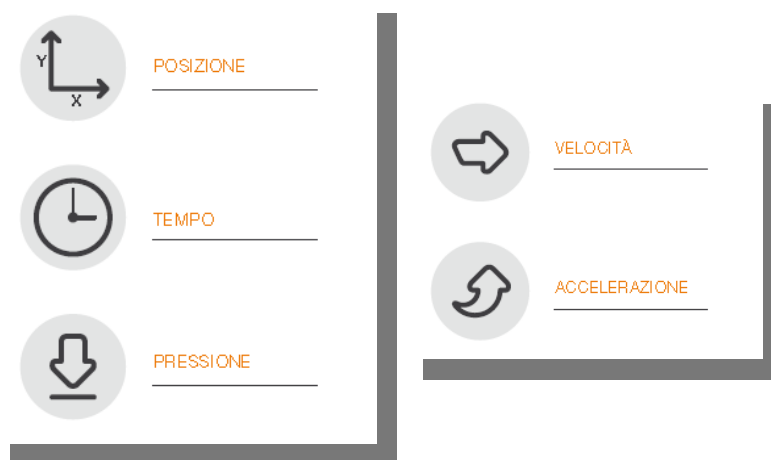 Y
X
POSIZIONE
TEMPO
PRESSIONE
VELOCITÀ
ACCELERAZIONE